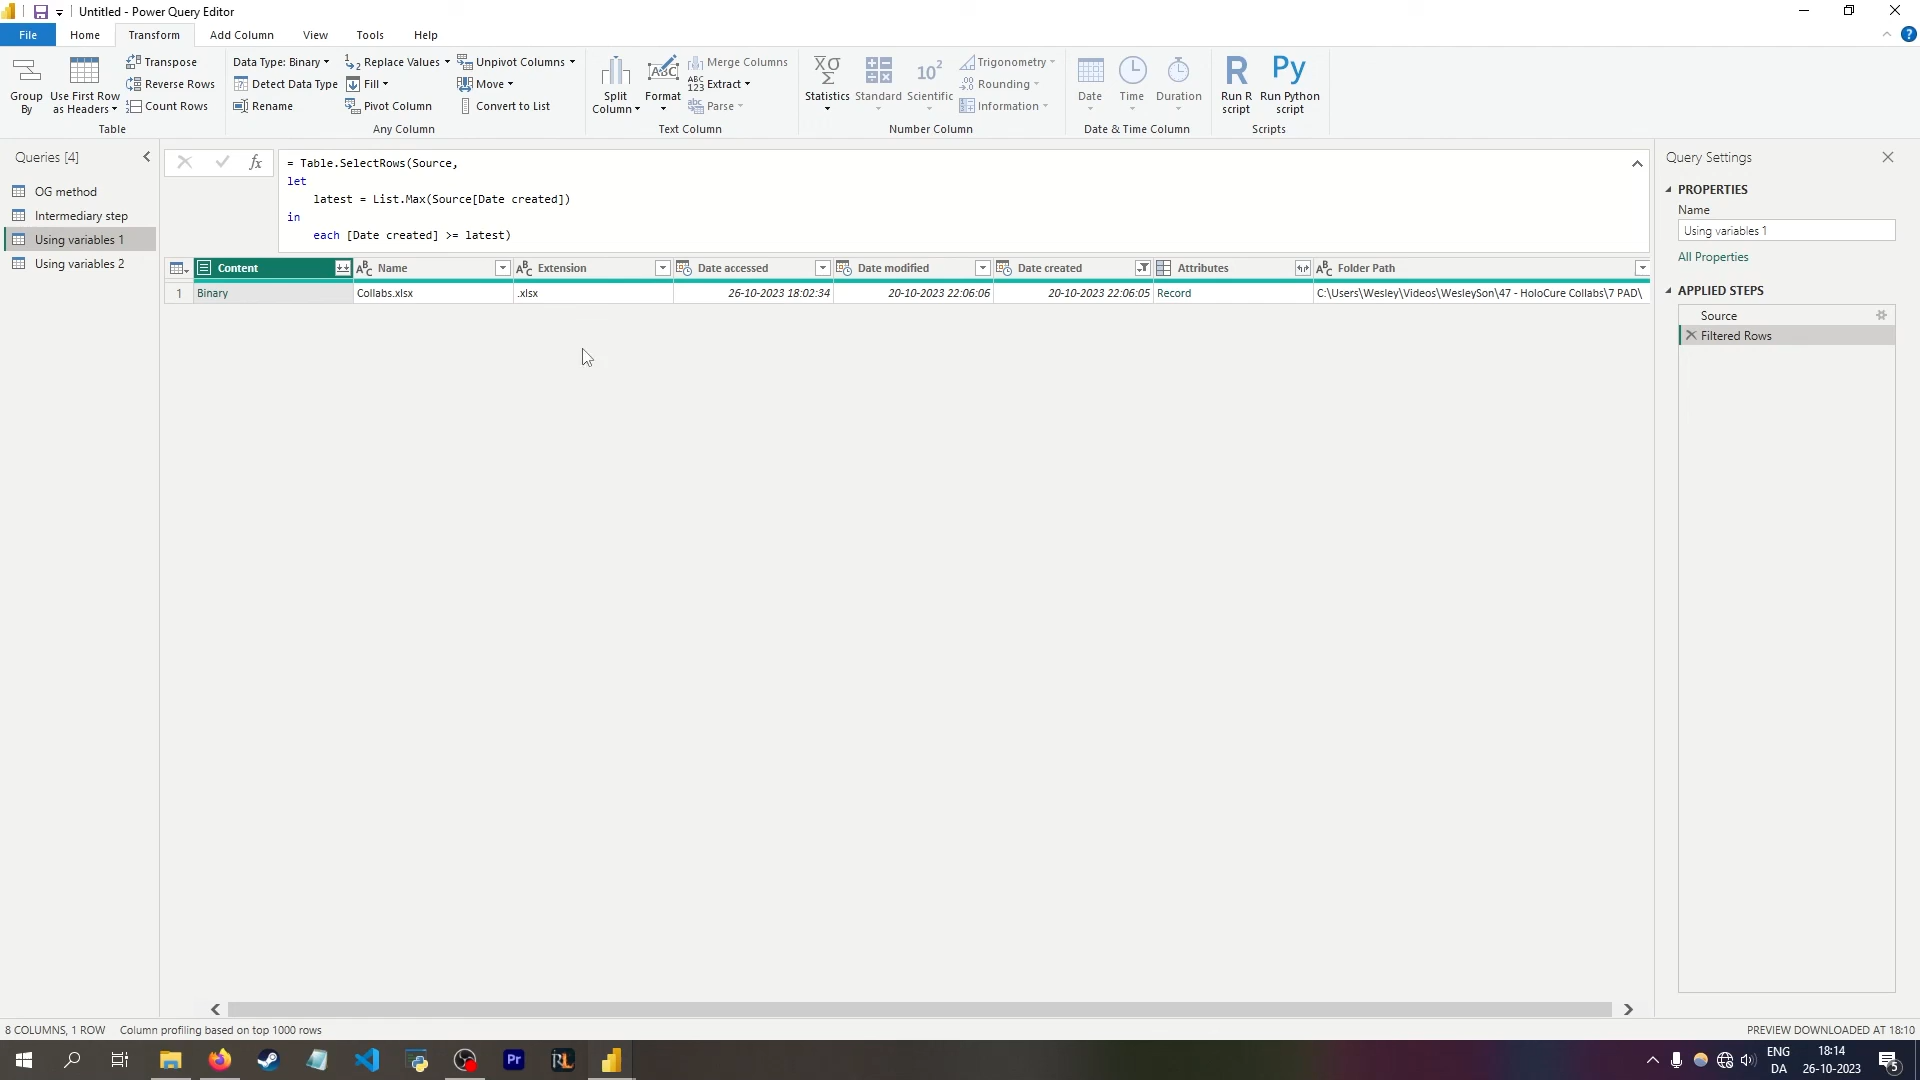 Untitled - Power Query Editor
File Home Transform Add Column View Tools Help
Group By
Use First Row as Headers
Transpose
Reverse Rows
Count Rows
Table
Data Type: Binary
Detect Data Type
Rename
Replace Values
Fill
Pivot Column
Unpivot Columns
Move
Convert to List
Any Column
Split Column
Format
Merge Columns
Extract
Parse
Text Column
Statistics
Standard
Scientific
Trigonometry
Rounding
Information
Number Column
Date
Time
Duration
Date & Time Column
Run R script
Run Python script
Scripts
Queries [4]
OG method
Intermediary step
Using variables 1
Using variables 2
= Table.SelectRows(Source,
let
latest = List.Max(Source[Date created])
in
each [Date created] >= latest)
Content Name Extension Date accessed Date modified Date created Attributes Folder Path
1 Binary Collabs.xlsx .xlsx 26-10-2023 18:02:34 20-10-2023 22:06:06 20-10-2023 22:06:05 Record C:\Users\Wesley\Videos\WesleySon\47 - HoloCure Collabs\7 PAD\
Query Settings
PROPERTIES
Name
Using variables 1
All Properties
APPLIED STEPS
Source
Filtered Rows
8 COLUMNS, 1 ROW Column profiling based on top 1000 rows
PREVIEW DOWNLOADED AT 18:10
ENG
DA
18:14
26-10-2023
5